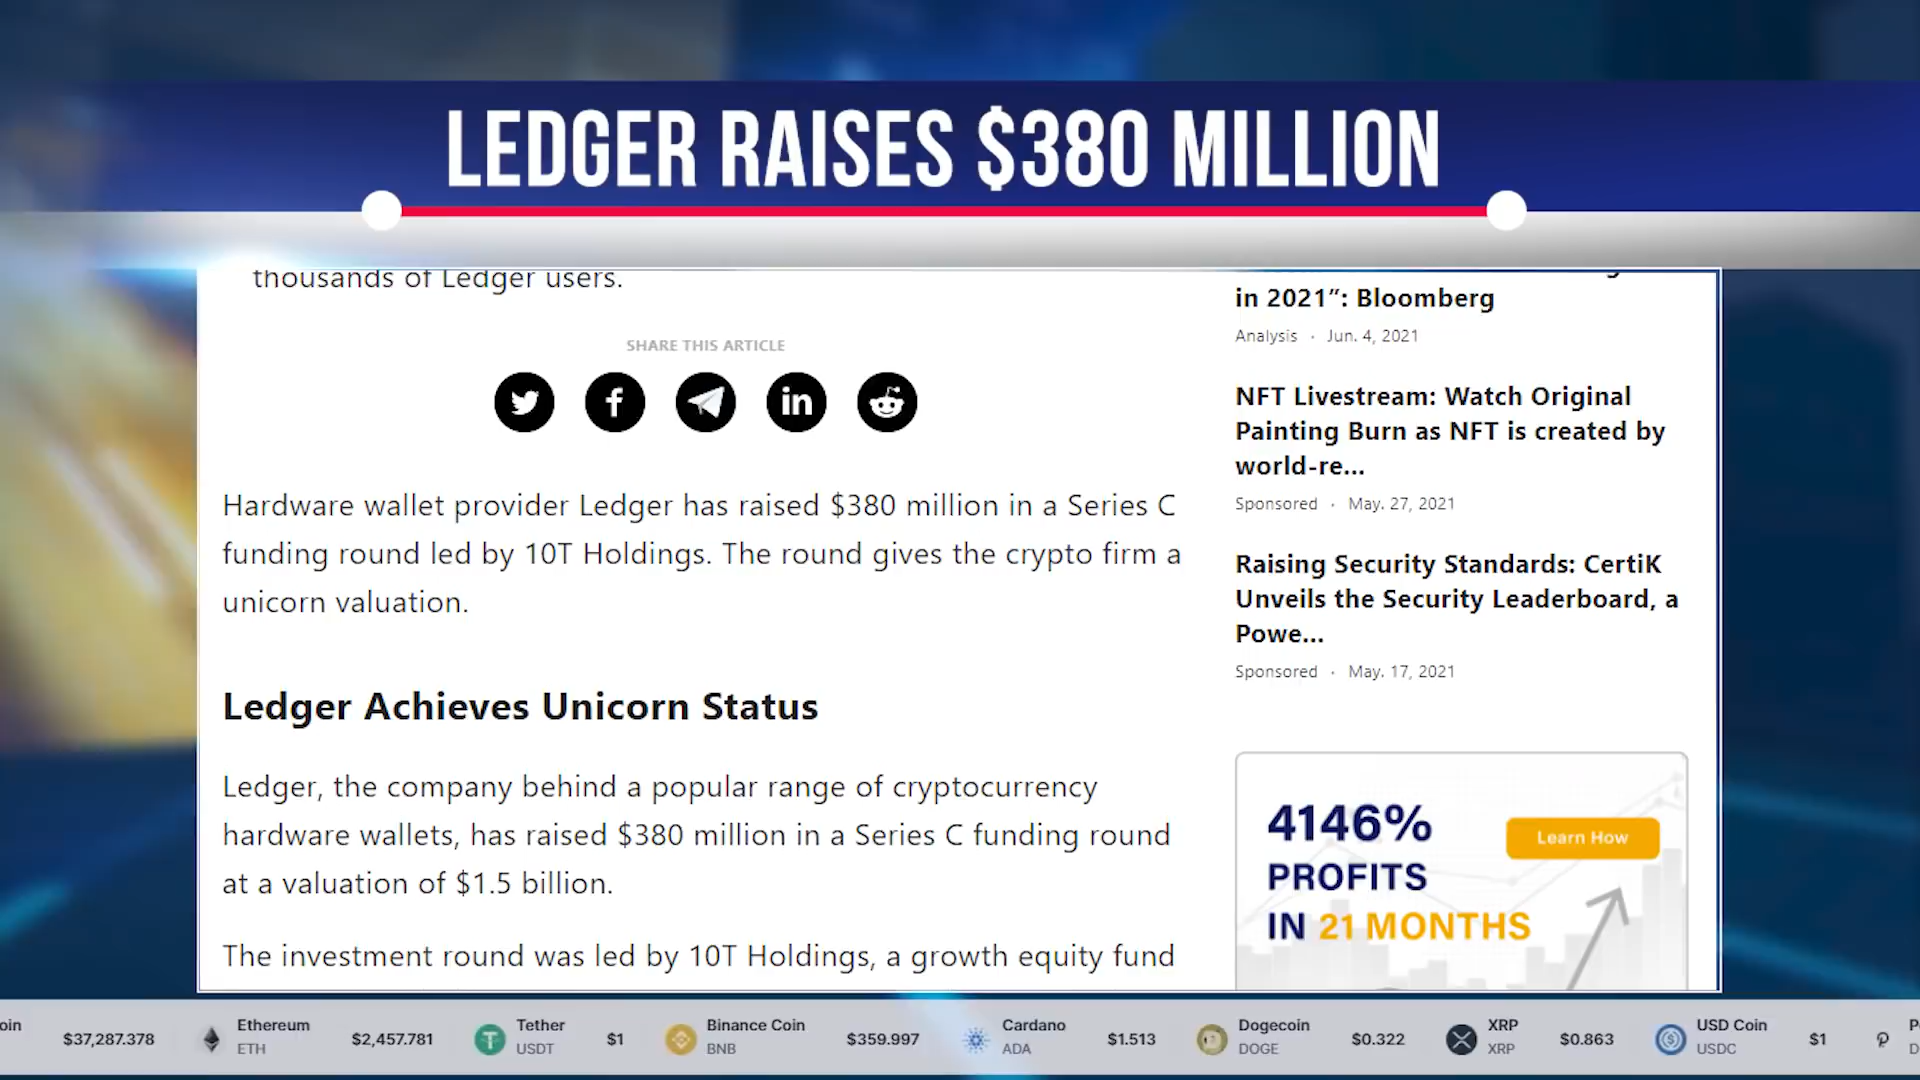 LEDGER RAISES $380 MILLION
thousands of Ledger users.
SHARE THIS ARTICLE
Hardware wallet provider Ledger has raised $380 million in a Series C
funding round led by 10T Holdings. The round gives the crypto firm a
unicorn valuation.
Ledger Achieves Unicorn Status
Ledger, the company behind a popular range of cryptocurrency
hardware wallets, has raised $380 million in a Series C funding round
at a valuation of $1.5 billion.
The investment round was led by 10T Holdings, a growth equity fund
in 2021”: Bloomberg
Analysis · Jun. 4, 2021
NFT Livestream: Watch Original
Painting Burn as NFT is created by
world-re...
Sponsored · May. 27, 2021
Raising Security Standards: CertiK
Unveils the Security Leaderboard, a
Powe...
Sponsored · May. 17, 2021
4146%
PROFITS
IN 21 MONTHS
Learn How
oin $37,287.378
Ethereum ETH $2,457.781
Tether USDT $1
Binance Coin BNB $359.997
Cardano ADA $1.513
Dogecoin DOGE $0.322
XRP XRP $0.863
USD Coin USDC $1